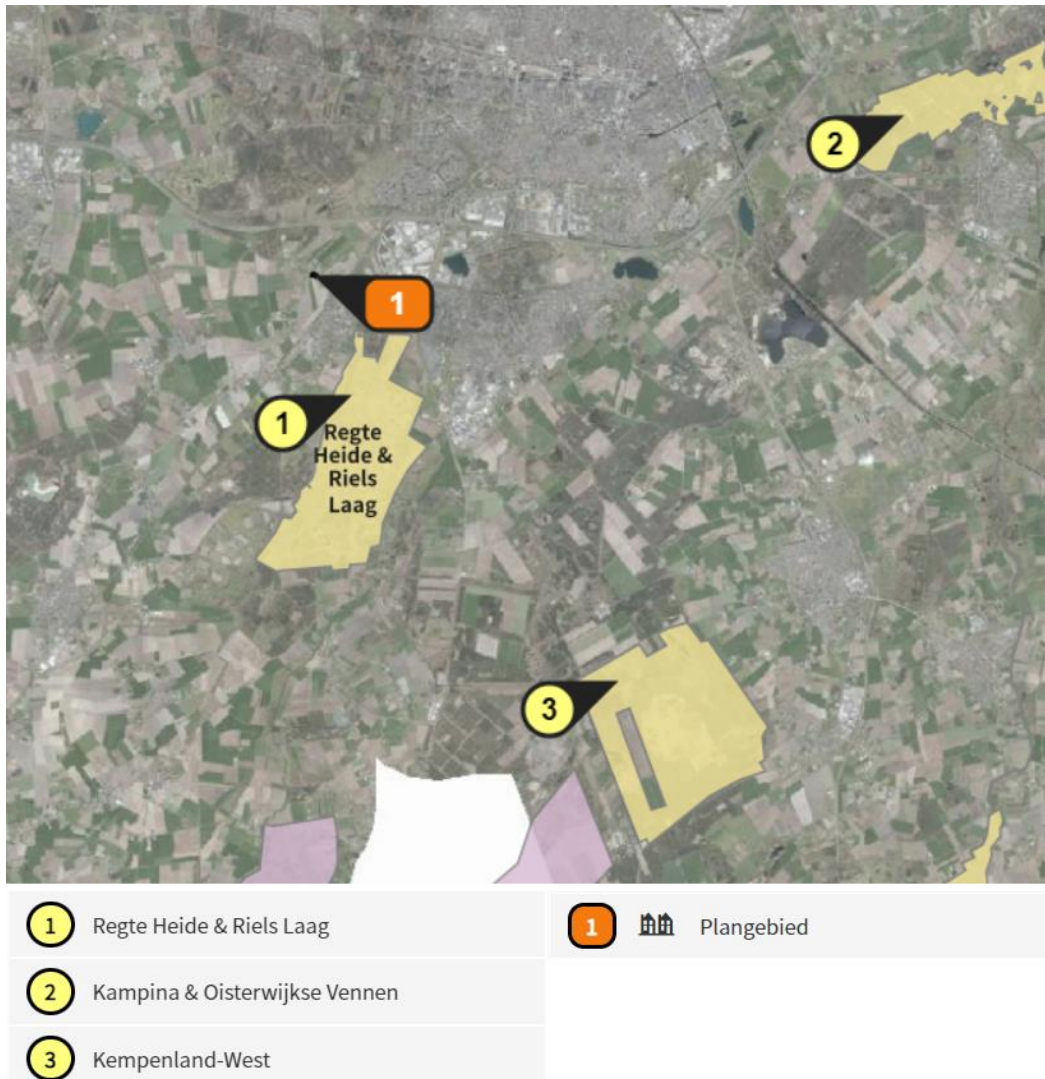 2
1
1
Regte
Heide &
Riels
Laag
3
1 Regte Heide & Riels Laag
1 Plangebied
2 Kampina & Oisterwijkse Vennen
3 Kempenland-West